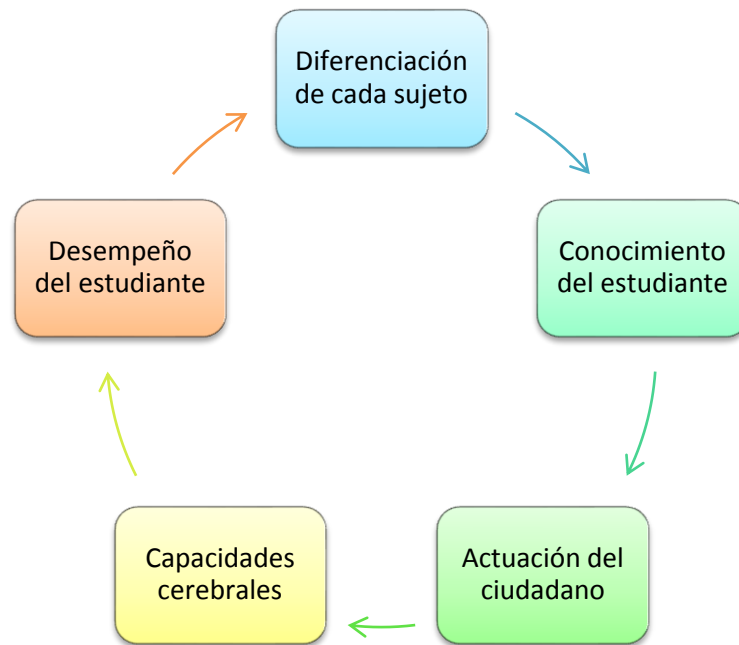 Diferenciación
de cada sujeto
Conocimiento
del estudiante
Actuación del
ciudadano
Capacidades
cerebrales
Desempeño
del estudiante